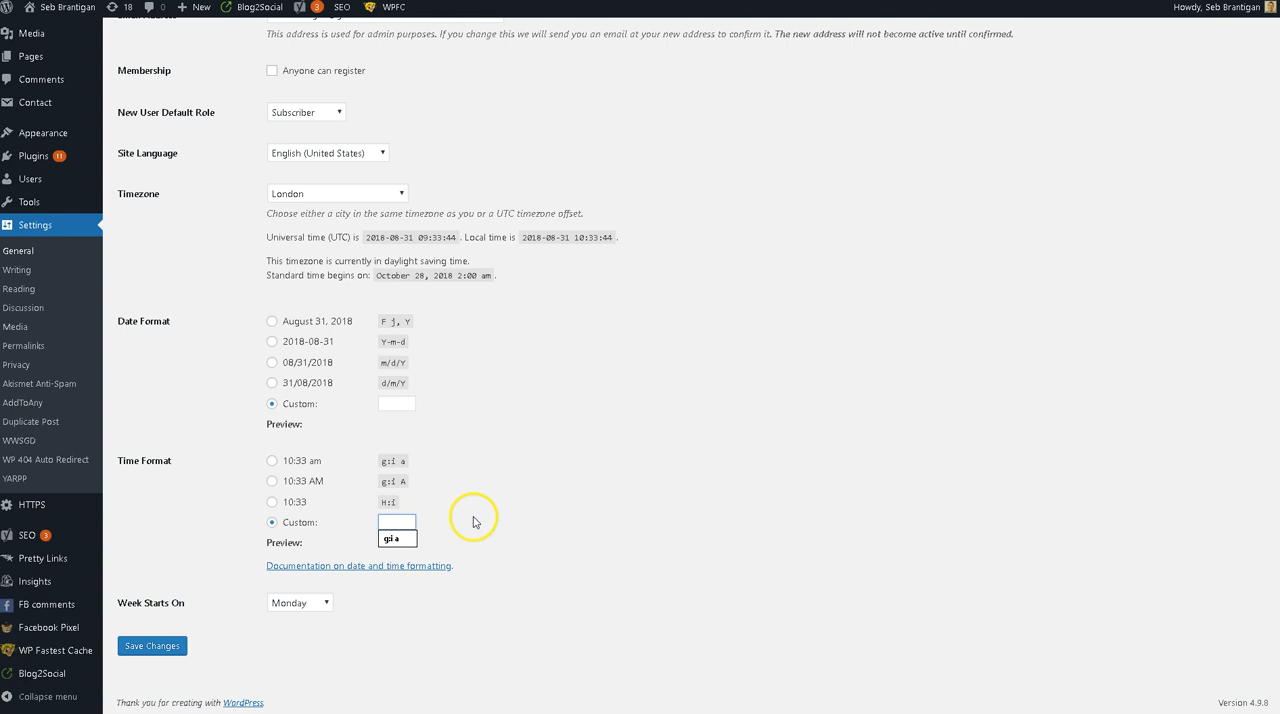 18 0 + New Blog2Social 3 SEO WPFC Howdy, Seb Brantigan
Seb Brantigan
This address is used for admin purposes. If you change this we will send you an email at your new address to confirm it. The new address will not become active until confirmed.
Media
Pages
Comments
Contact
Appearance
Plugins 11
Users
Tools
Settings
General
Writing
Reading
Discussion
Media
Permalinks
Privacy
Akismet Anti-Spam
AddToAny
Duplicate Post
WWSGD
WP 404 Auto Redirect
YARPP
HTTPS
SEO 3
Pretty Links
Insights
FB comments
Facebook Pixel
WP Fastest Cache
Blog2Social
Collapse menu
Membership Anyone can register
New User Default Role Subscriber
Site Language English (United States)
Timezone London
Choose either a city in the same timezone as you or a UTC timezone offset.
Universal time (UTC) is 2018-08-31 09:33:44 . Local time is 2018-08-31 10:33:44 .
This timezone is currently in daylight saving time.
Standard time begins on: October 28, 2018 2:00 am .
Date Format August 31, 2018 F j, Y
2018-08-31 Y-m-d
08/31/2018 m/d/Y
31/08/2018 d/m/Y
Custom:
Preview:
Time Format 10:33 am g:i a
10:33 AM g:i A
10:33 H:i
Custom:
g:i a
Preview:
Documentation on date and time formatting.
Week Starts On Monday
Save Changes
Thank you for creating with WordPress. Version 4.9.8